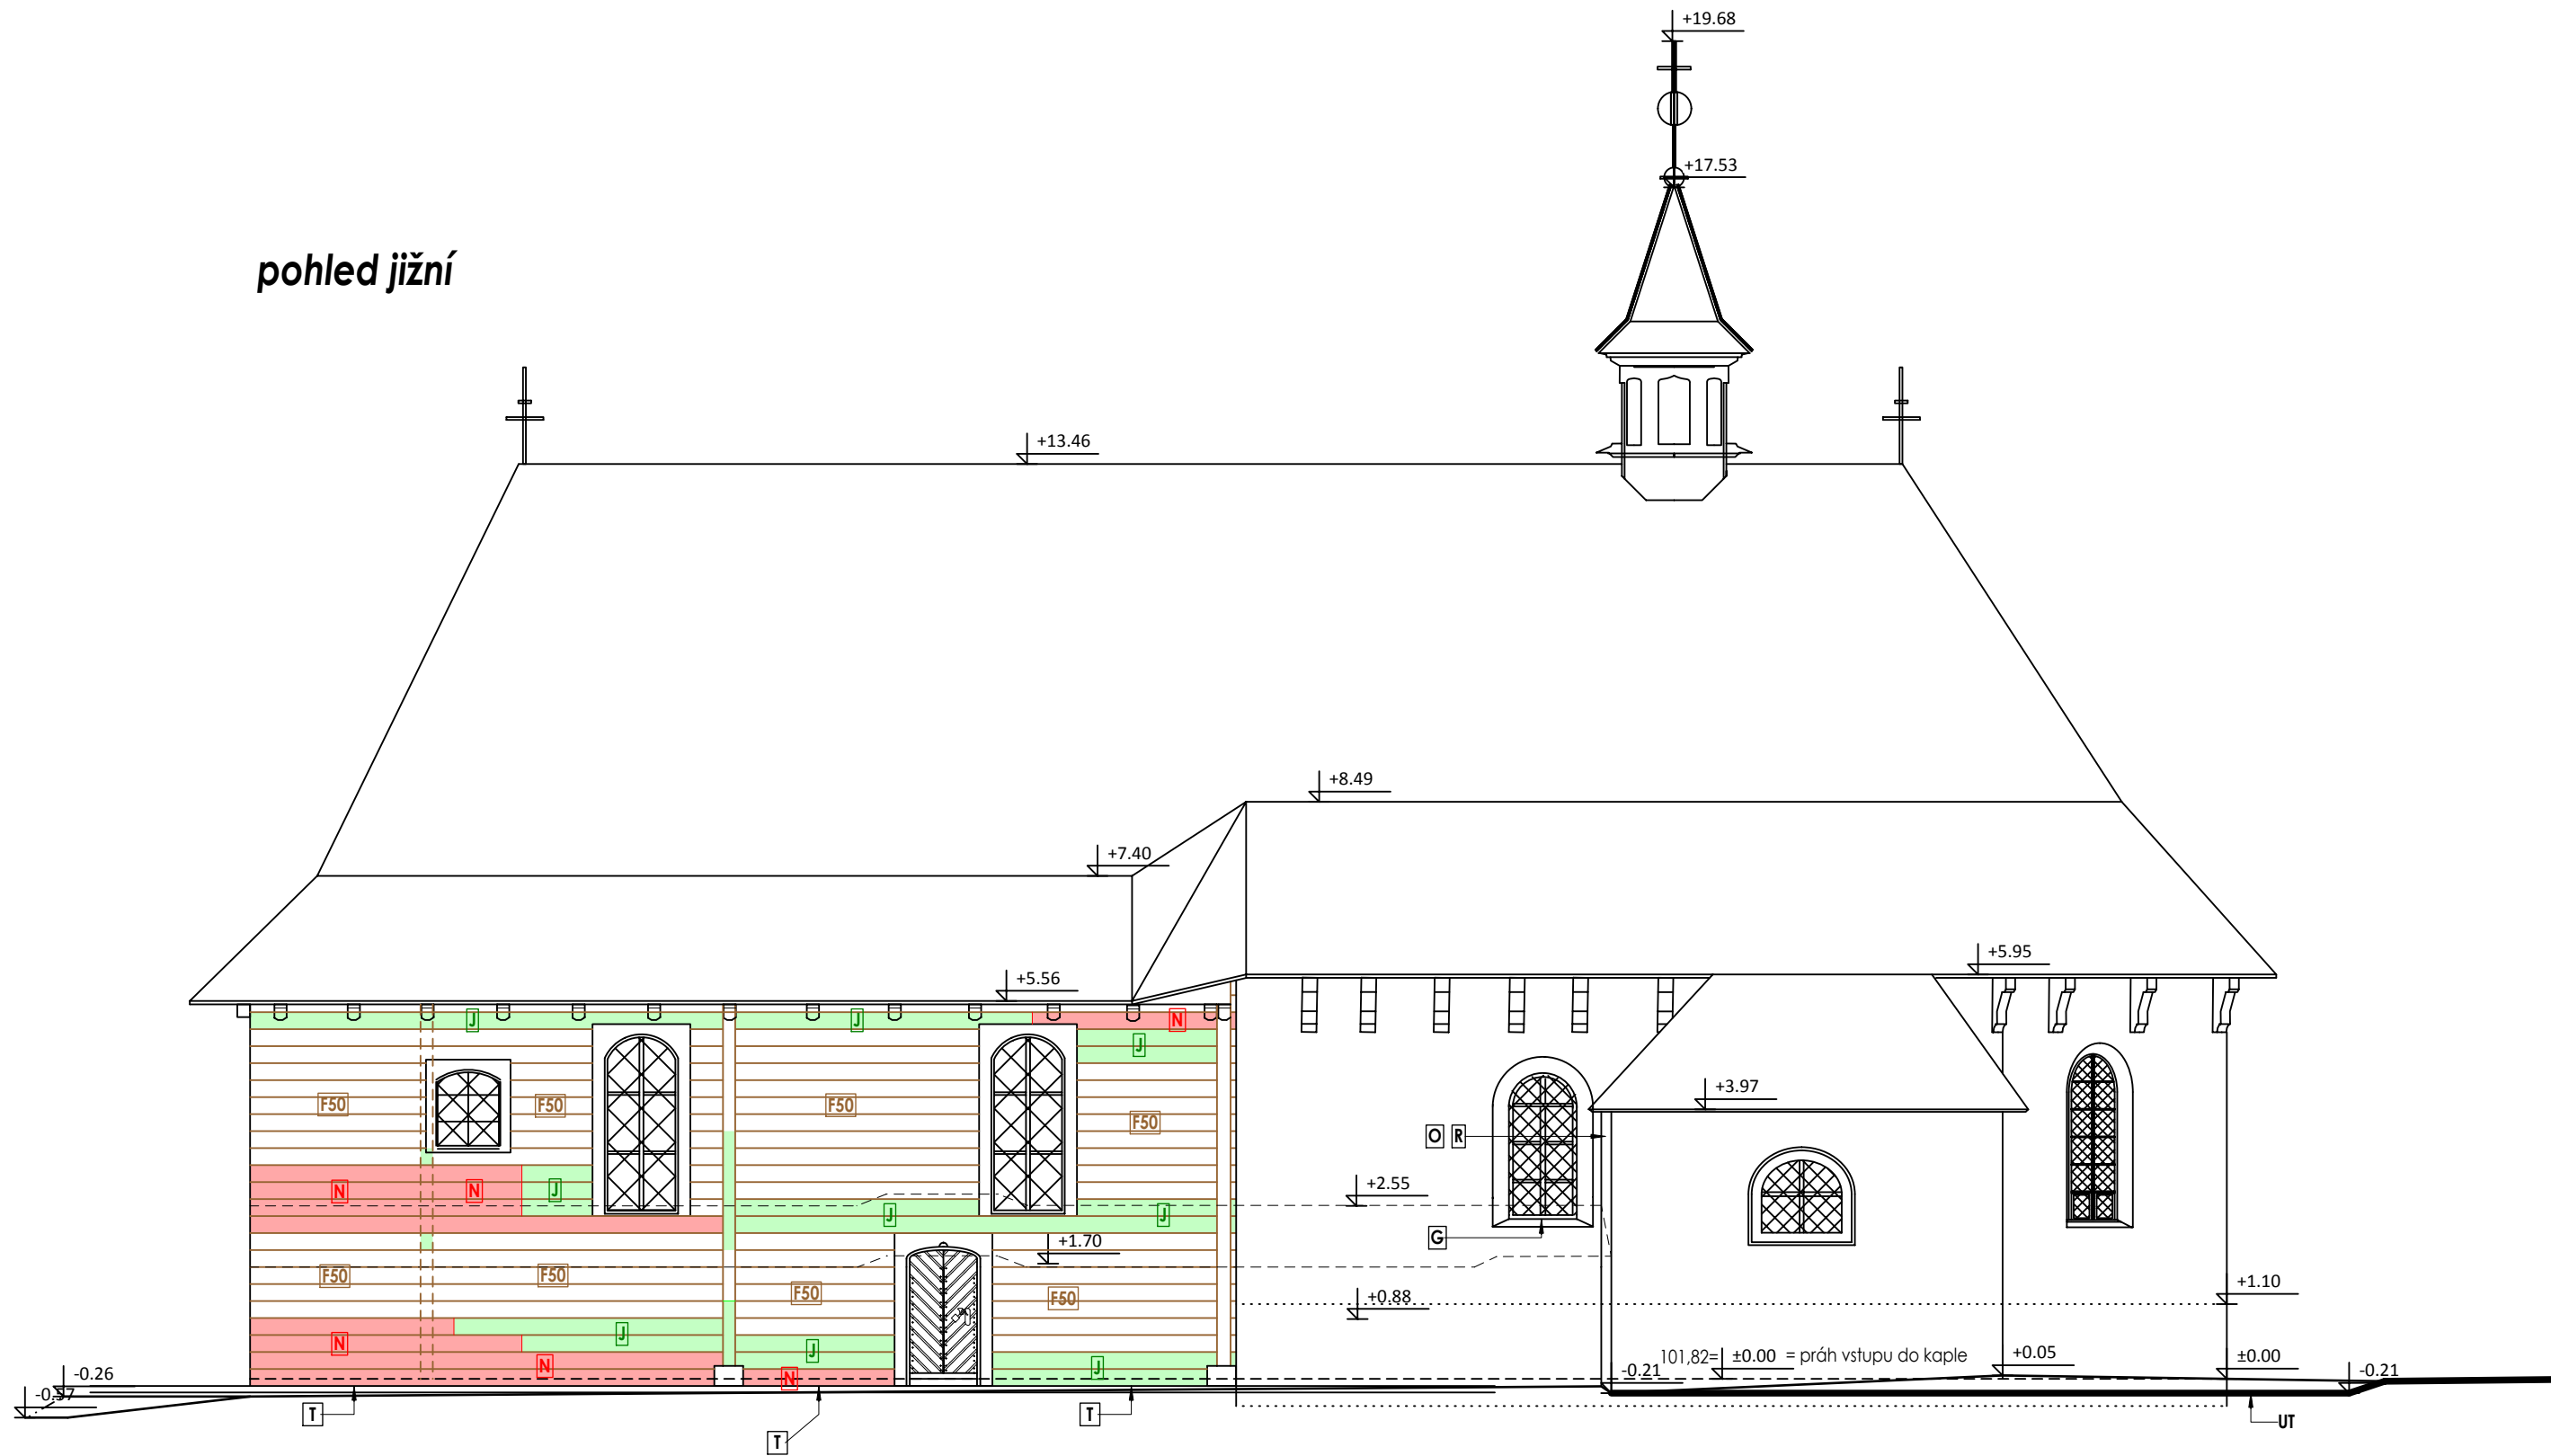 +19.68
+17.53
pohled jižní
+13.46
+8.49
+7.40
+5.95
+5.56
J
J
N
J
F50
F50
F50
F50
+3.97
O R
N
N
J
+2.55
J
J
G
+1.70
F50
F50
F50
F50
+1.10
+0.88
J
N
J
N
J
N
101,82= ±0.00 = práh vstupu do kaple
+0.05
±0.00
-0.26
-0.21
-0.21
-0.57
T
T
T
UT